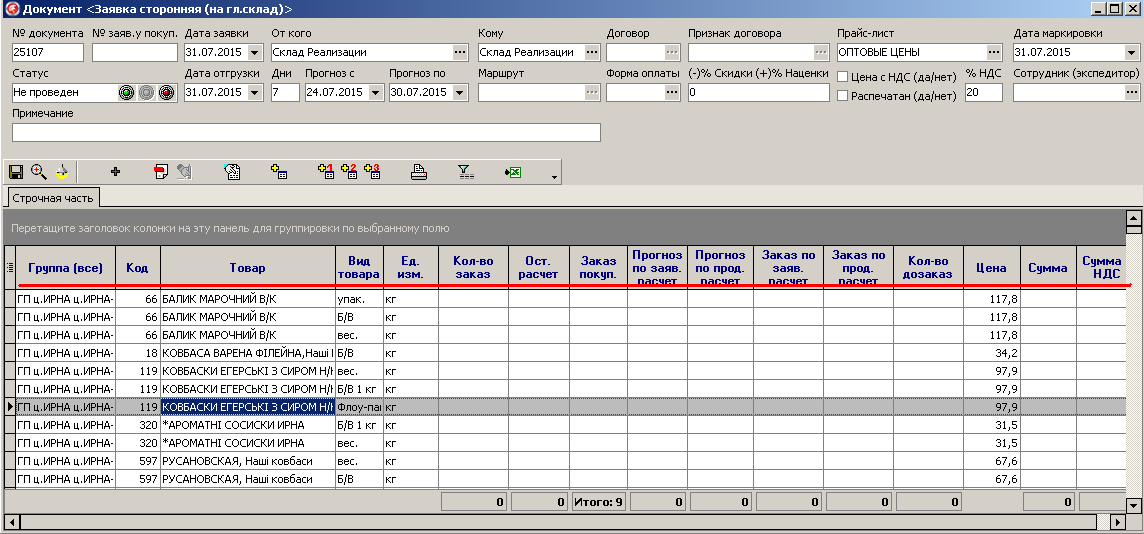 Документ <Заявка сторонняя (на гл.склад)>
№ документа № заяв.у покуп. Дата заявки От кого Кому Договор Признак договора Прайс-лист Дата маркировки
25107 31.07.2015 Склад Реализации Склад Реализации ОПТОВЫЕ ЦЕНЫ 31.07.2015
Статус Дата отгрузки Дни Прогноз с Прогноз по Маршрут Форма оплаты (-)% Скидки (+)% Наценки Цена с НДС (да/нет) % НДС Сотрудник (экспедитор)
Не проведен 31.07.2015 7 24.07.2015 30.07.2015 0 Распечатан (да/нет) 20
Примечание
Строчная часть
Перетащите заголовок колонки на эту панель для группировки по выбранному полю
Группа (все) Код Товар Вид товара Ед. изм. Кол-во заказ Ост. расчет Заказ покуп. Прогноз по заяв. расчет Прогноз по прод. расчет Заказ по заяв. расчет Заказ по прод. расчет Кол-во дозаказ Цена Сумма Сумма НДС
ГП ц.ИРНА ц.ИРНА- 66 БАЛИК МАРОЧНИЙ В/К упак. кг 117,8
ГП ц.ИРНА ц.ИРНА- 66 БАЛИК МАРОЧНИЙ В/К Б/В кг 117,8
ГП ц.ИРНА ц.ИРНА- 66 БАЛИК МАРОЧНИЙ В/К вес. кг 117,8
ГП ц.ИРНА ц.ИРНА- 18 КОВБАСА ВАРЕНА ФІЛЕЙНА,Наші Б/В кг 34,2
ГП ц.ИРНА ц.ИРНА- 119 КОВБАСКИ ЕГЕРСЬКІ З СИРОМ Н/ вес. кг 97,9
ГП ц.ИРНА ц.ИРНА- 119 КОВБАСКИ ЕГЕРСЬКІ З СИРОМ Н/ Б/В 1 кг кг 97,9
ГП ц.ИРНА ц.ИРНА- 119 КОВБАСКИ ЕГЕРСЬКІ З СИРОМ Н/ Флоу-па кг 97,9
ГП ц.ИРНА ц.ИРНА- 320 *АРОМАТНІ СОСИСКИ ИРНА Б/В 1 кг кг 31,5
ГП ц.ИРНА ц.ИРНА- 320 *АРОМАТНІ СОСИСКИ ИРНА вес. кг 31,5
ГП ц.ИРНА ц.ИРНА- 597 РУСАНОВСКАЯ, Наші ковбаси вес. кг 67,6
ГП ц.ИРНА ц.ИРНА- 597 РУСАНОВСКАЯ, Наші ковбаси Б/В кг 67,6
0 0 Итого: 9 0 0 0 0 0 0